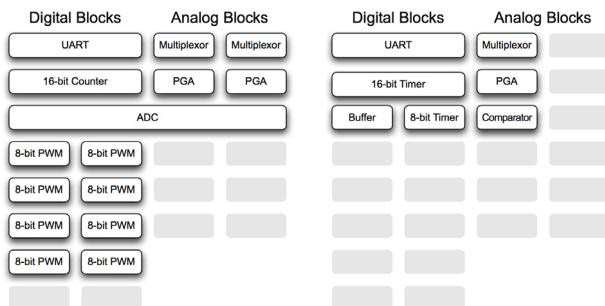 Digital Blocks Analog Blocks
UART Multiplexor Multiplexor
16-bit Counter PGA PGA
ADC
8-bit PWM 8-bit PWM
8-bit PWM 8-bit PWM
8-bit PWM 8-bit PWM
8-bit PWM 8-bit PWM
Digital Blocks Analog Blocks
UART Multiplexor
16-bit Timer PGA
Buffer 8-bit Timer Comparator